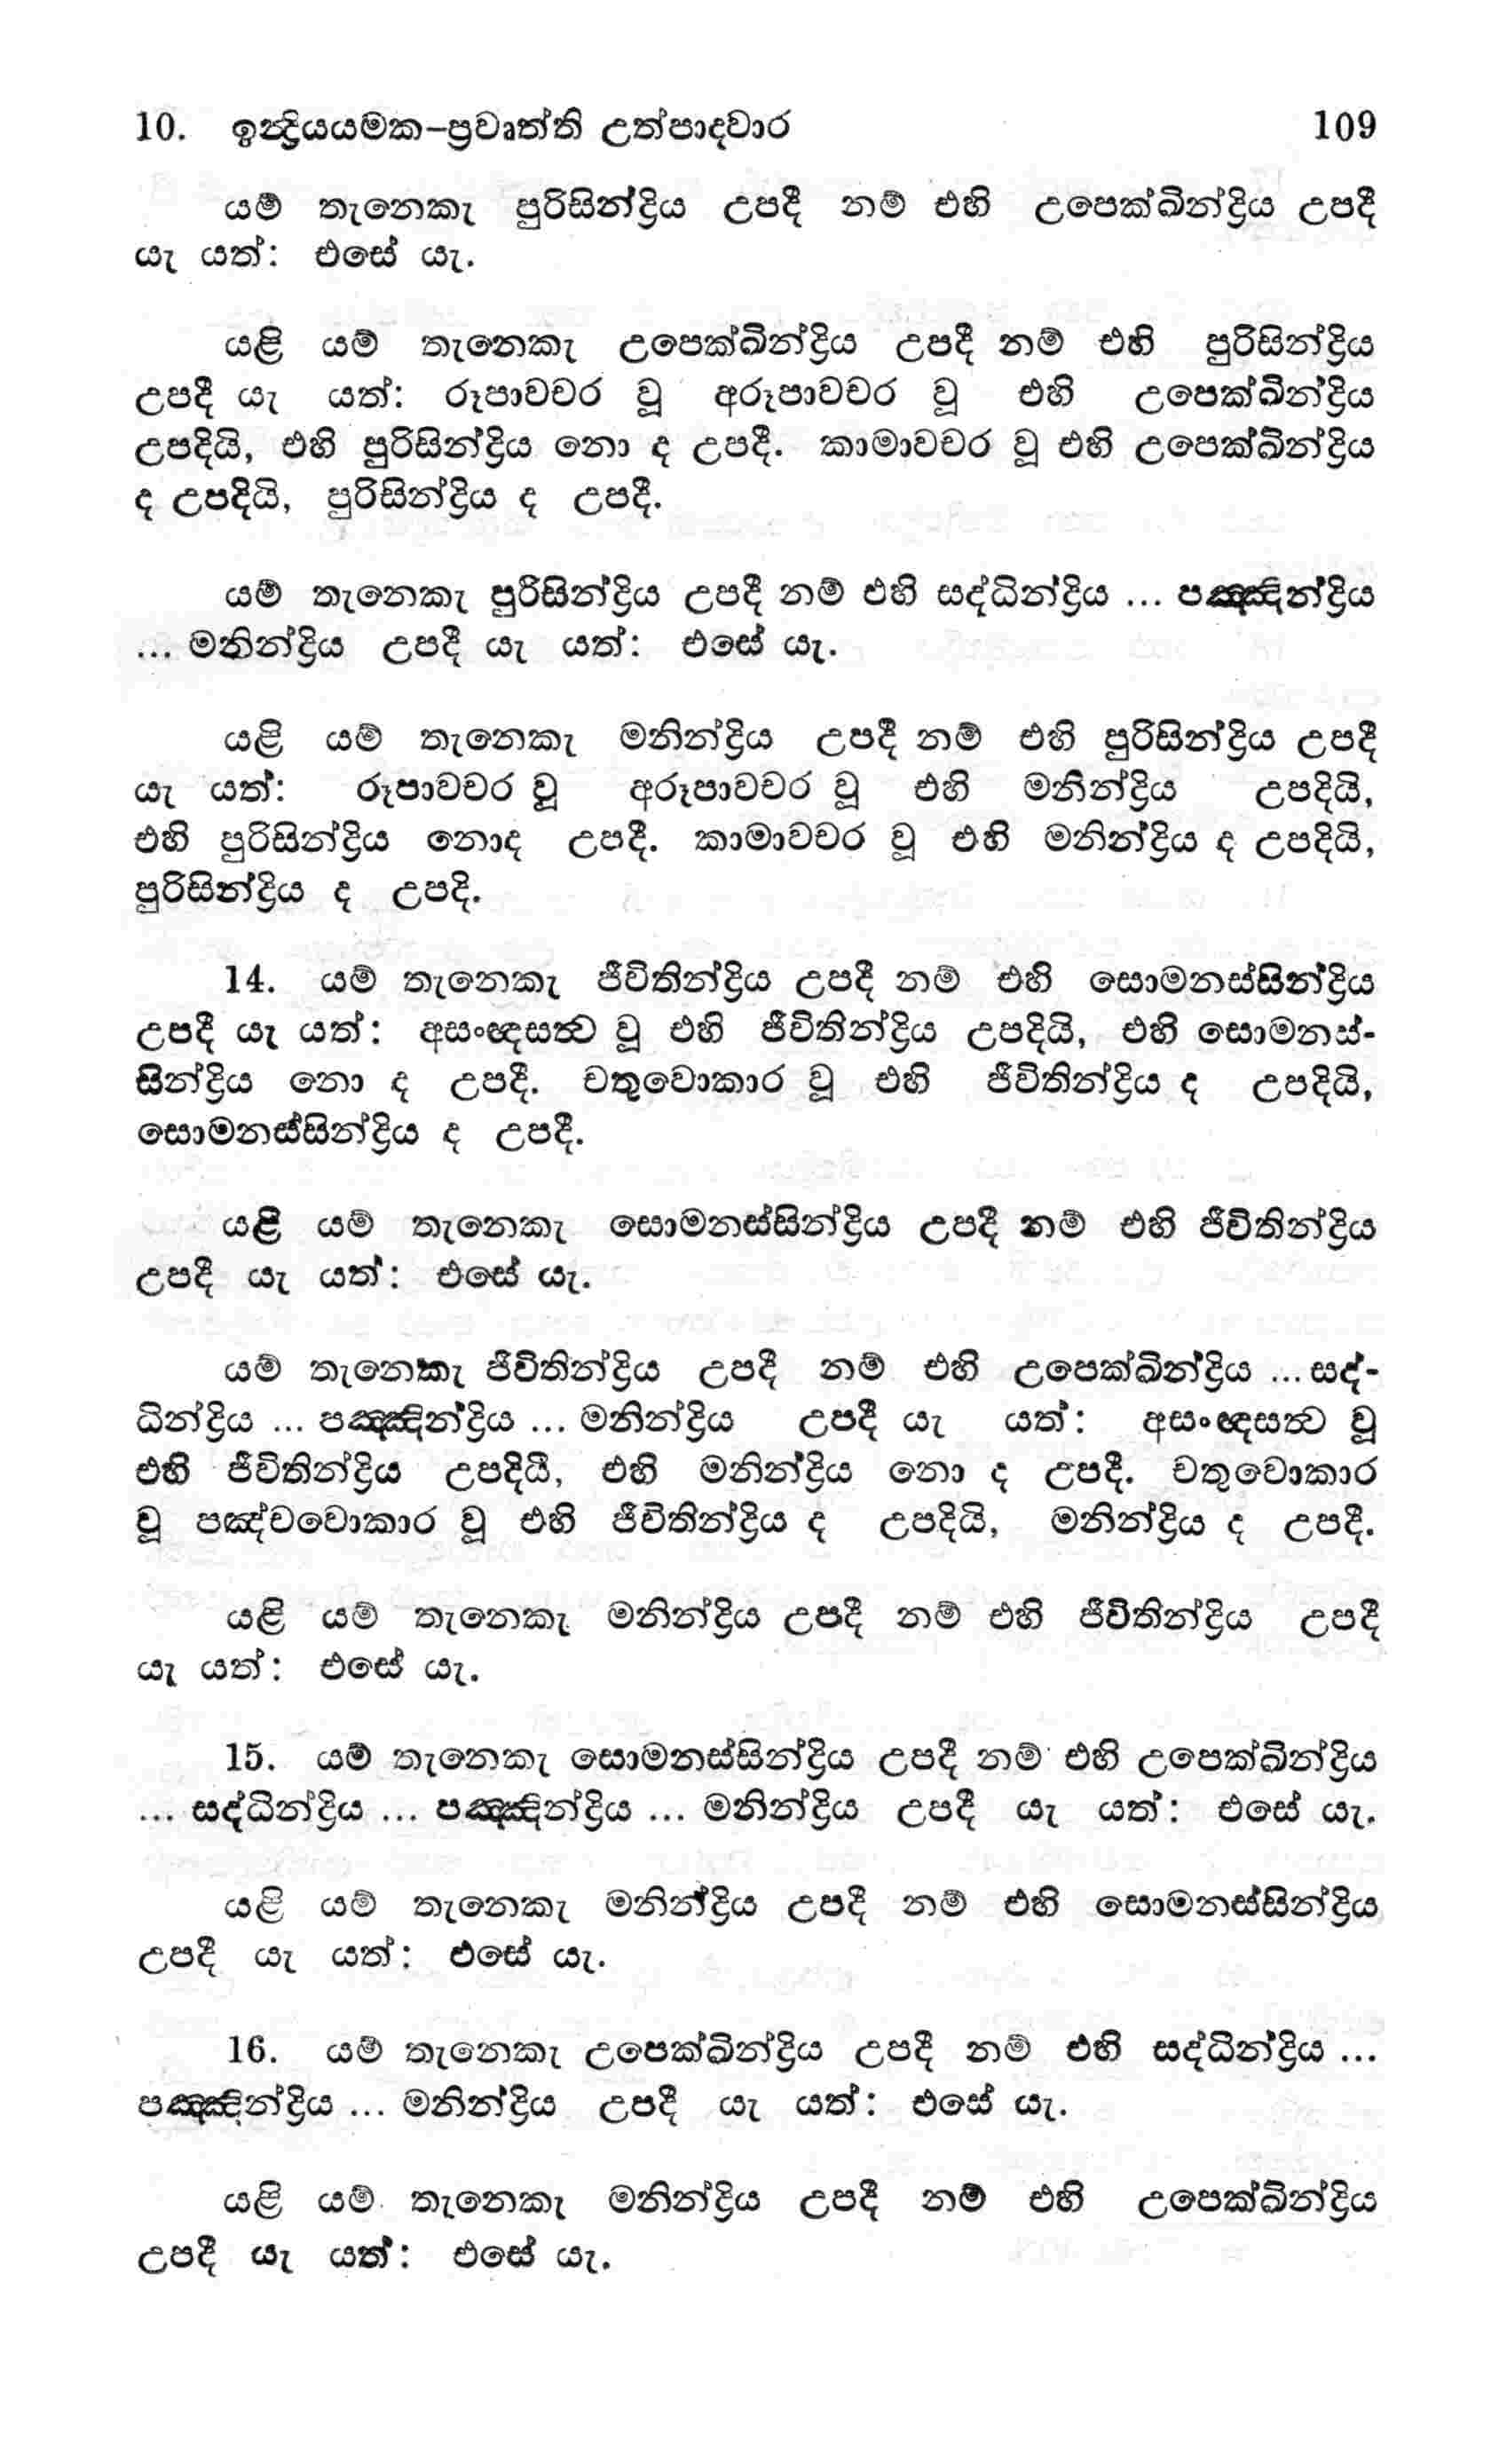 10. ඉන්ද්‍රියයමක-ප්‍රවෘත්ති උත්පාදවාර 109
යම් තැනෙකැ පුරිසින්ද්‍රිය උපදී නම් එහි උපෙක්ඛින්ද්‍රිය උපදී
යැ යත්: එසේ යැ.
යළි යම් තැනෙකැ උපෙක්ඛින්ද්‍රිය උපදී නම් එහි පුරිසින්ද්‍රිය
උපදී යැ යත්: රූපාවචර වූ අරූපාවචර වූ එහි උපෙක්ඛින්ද්‍රිය
උපදියි, එහි පුරිසින්ද්‍රිය නො ද උපදී. කාමාවචර වූ එහි උපෙක්ඛින්ද්‍රිය
ද උපදියි, පුරිසින්ද්‍රිය ද උපදී.
යම් තැනෙකැ පුරිසින්ද්‍රිය උපදී නම් එහි සද්ධින්ද්‍රිය ... පඤ්ඤින්ද්‍රිය
... මනින්ද්‍රිය උපදී යැ යත්: එසේ යැ.
යළි යම් තැනෙකැ මනින්ද්‍රිය උපදී නම් එහි පුරිසින්ද්‍රිය උපදී
යැ යත්: රූපාවචර වූ අරූපාවචර වූ එහි මනින්ද්‍රිය උපදියි,
එහි පුරිසින්ද්‍රිය නොද උපදී. කාමාවචර වූ එහි මනින්ද්‍රිය ද උපදියි,
පුරිසින්ද්‍රිය ද උපදි.
14. යම් තැනෙකැ ජීවිතින්ද්‍රිය උපදී නම් එහි සොමනස්සින්ද්‍රිය
උපදී යැ යත්: අසංඥසත්‍ව වූ එහි ජීවිතින්ද්‍රිය උපදියි, එහි සොමනස්-
සින්ද්‍රිය නො ද උපදී. චතුවොකාර වූ එහි ජීවිතින්ද්‍රිය ද උපදියි,
සොමනස්සින්ද්‍රිය ද උපදී.
යළි යම් තැනෙකැ සොමනස්සින්ද්‍රිය උපදී නම් එහි ජීවිතින්ද්‍රිය
උපදී යැ යත්: එසේ යැ.
යම් තැනෙකැ ජීවිතින්ද්‍රිය උපදී නම් එහි උපෙක්ඛින්ද්‍රිය ... සද්-
ධින්ද්‍රිය ... පඤ්ඤින්ද්‍රිය ... මනින්ද්‍රිය උපදී යැ යත්: අසංඥසත්‍ව වූ
එහි ජීවිතින්ද්‍රිය උපදියි, එහි මනින්ද්‍රිය නො ද උපදී. චතුවොකාර
වූ පඤ්චවොකාර වූ එහි ජීවිතින්ද්‍රිය ද උපදියි, මනින්ද්‍රිය ද උපදී.
යළි යම් තැනෙකැ මනින්ද්‍රිය උපදී නම් එහි ජීවිතින්ද්‍රිය උපදී
යැ යත්: එසේ යැ.
15. යම් තැනෙකැ සොමනස්සින්ද්‍රිය උපදී නම් එහි උපෙක්ඛින්ද්‍රිය
... සද්ධින්ද්‍රිය ... පඤ්ඤින්ද්‍රිය ... මනින්ද්‍රිය උපදී යැ යත්: එසේ යැ.
යළි යම් තැනෙකැ මනින්ද්‍රිය උපදී නම් එහි සොමනස්සින්ද්‍රිය
උපදී යැ යත්: එසේ යැ.
16. යම් තැනෙකැ උපෙක්ඛින්ද්‍රිය උපදී නම් එහි සද්ධින්ද්‍රිය ...
පඤ්ඤින්ද්‍රිය ... මනින්ද්‍රිය උපදී යැ යත්: එසේ යැ.
යළි යම් තැනෙකැ මනින්ද්‍රිය උපදී නම් එහි උපෙක්ඛින්ද්‍රිය
උපදී යැ යත්: එසේ යැ.